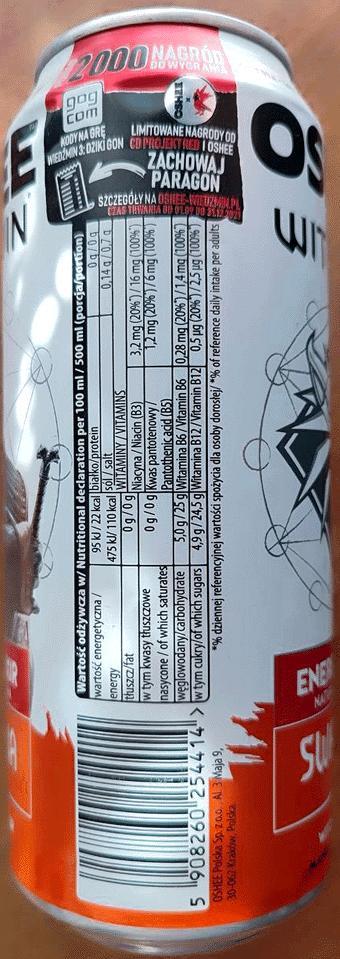 2000 NAGRÓD
DO WYGRANIA
gog
com
OSHEE
KODY NA GRĘ
WIEDŹMIN 3: DZIKI GON
LIMITOWANE NAGRODY OD
CD PROJEKT RED I OSHEE
ZACHOWAJ
PARAGON
SZCZEGÓŁY NA OSHEE-WIEDZMIN.PL
CZAS TRWANIA OD 01.09 DO 31.12.2021
Wartość odżywcza w/ Nutritional declaration per 100 ml / 500 ml (porcja/portion)
wartość energetyczna / 95 kJ / 22 kcal
energy 475 kJ / 110 kcal
tłuszcz/fat 0 g / 0 g
w tym kwasy tłuszczowe 0 g / 0 g
nasycone / of which saturates
węglowodany/carbohydrate 5,0 g / 25 g
w tym cukry/of which sugars 4,9 g / 24,5 g
białko/protein 0 g / 0 g
sól / salt 0,14 g / 0,7 g
WITAMINY / VITAMINS
Niacyna / Niacin (B3) 3,2 mg (20%*) / 16 mg (100%*)
Kwas pantotenowy / 1,2 mg (20%*) / 6 mg (100%*)
Pantothenic acid (B5)
Witamina B6 / Vitamin B6 0,28 mg (20%*) / 1,4 mg (100%*)
Witamina B12 / Vitamin B12 0,5 µg (20%*) / 2,5 µg (100%*)
*% dziennej referencyjnej wartości spożycia dla osoby dorosłej/ *% of reference daily intake per adults
5 908260 254414 >
OSHEE Polska Sp. z o.o., Al. 3 Maja 9,
30-062 Kraków, Polska
EE
IN
OS
WIT
ENER
SW